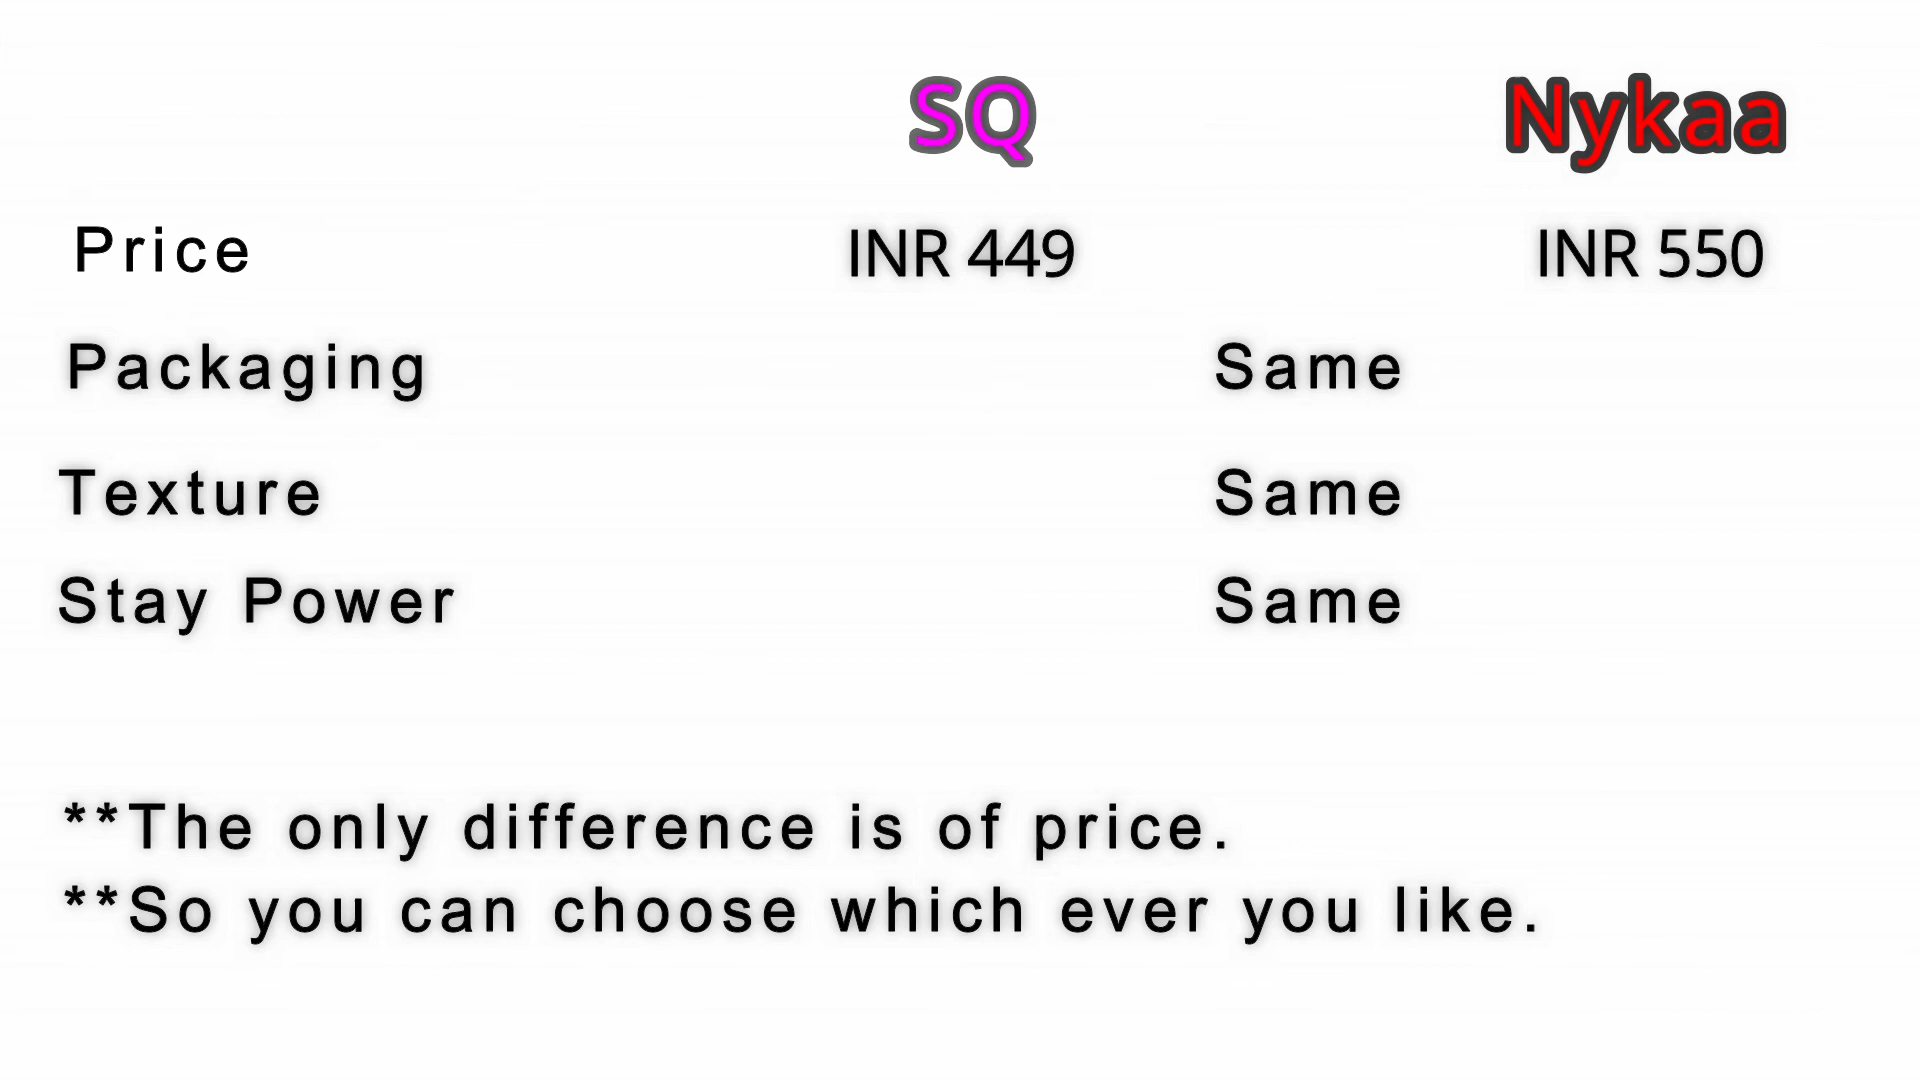 SQ Nykaa
Price INR 449 INR 550
Packaging Same
Texture Same
Stay Power Same
**The only difference is of price.
**So you can choose which ever you like.